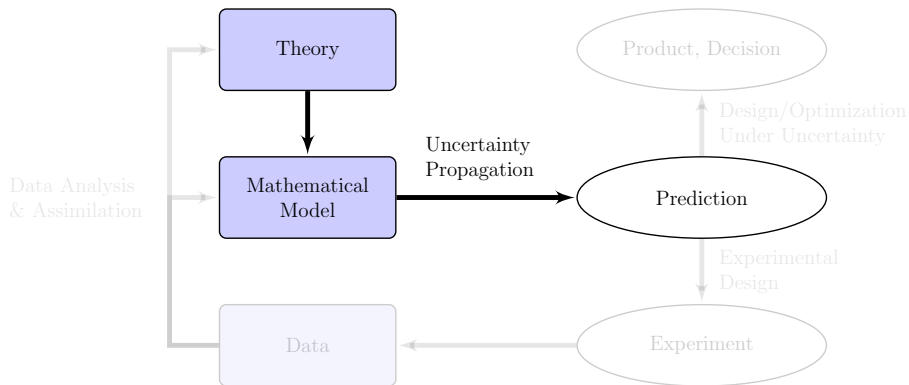 Theory
Product, Decision
Design/Optimization
Under Uncertainty
Uncertainty
Propagation
Data Analysis
& Assimilation
Mathematical
Model
Prediction
Experimental
Design
Data
Experiment